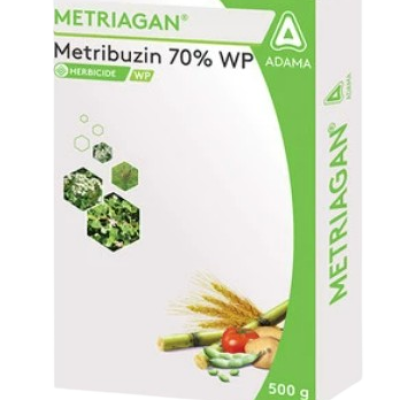 METRIAGAN®
Metribuzin 70% WP
HERBICIDE WP
ADAMA
METRIAGAN®
500 g